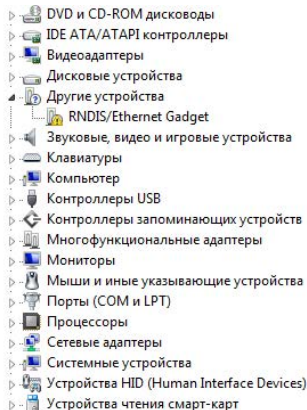 DVD и CD-ROM дисководы
IDE ATA/ATAPI контроллеры
Видеоадаптеры
Дисковые устройства
Другие устройства
RNDIS/Ethernet Gadget
Звуковые, видео и игровые устройства
Клавиатуры
Компьютер
Контроллеры USB
Контроллеры запоминающих устройств
Многофункциональные адаптеры
Мониторы
Мыши и иные указывающие устройства
Порты (COM и LPT)
Процессоры
Сетевые адаптеры
Системные устройства
Устройства HID (Human Interface Devices)
Устройства чтения смарт-карт